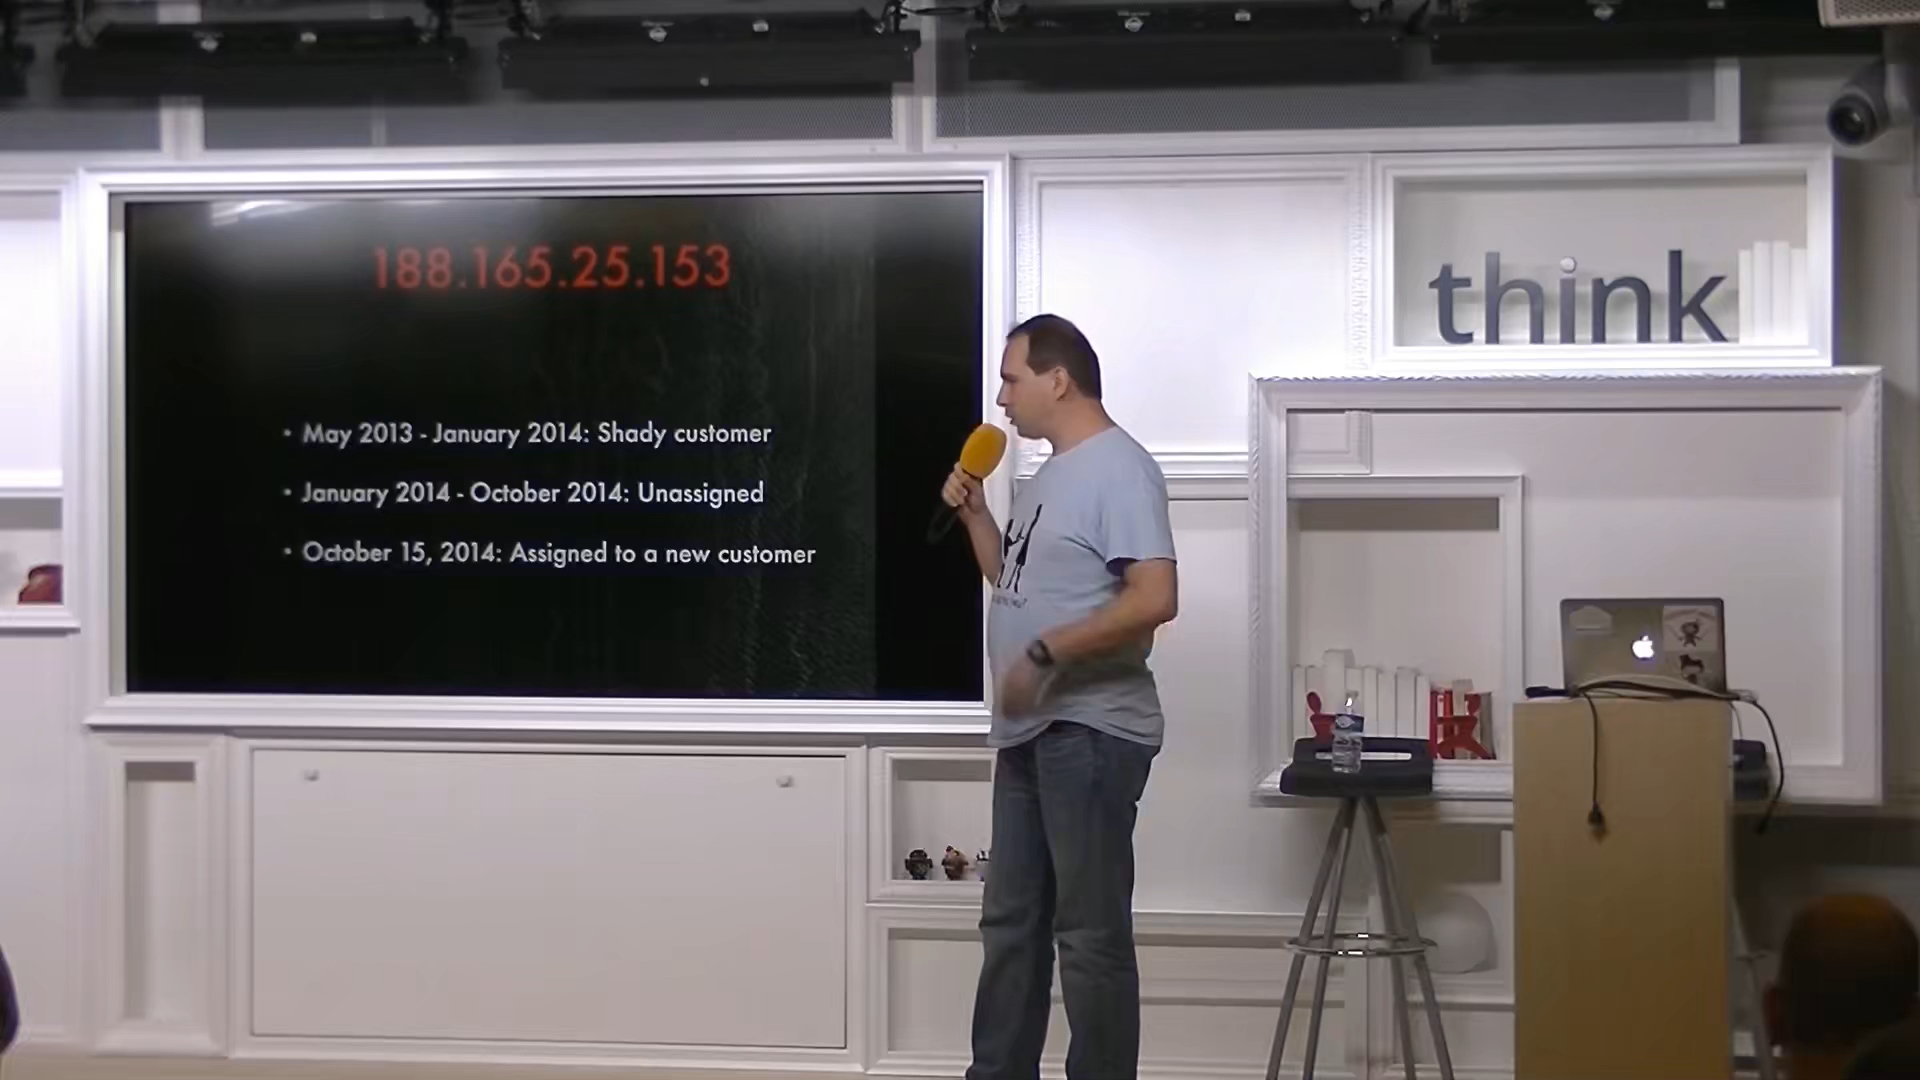 188.165.25.153
• May 2013 - January 2014: Shady customer
• January 2014 - October 2014: Unassigned
• October 15, 2014: Assigned to a new customer
think